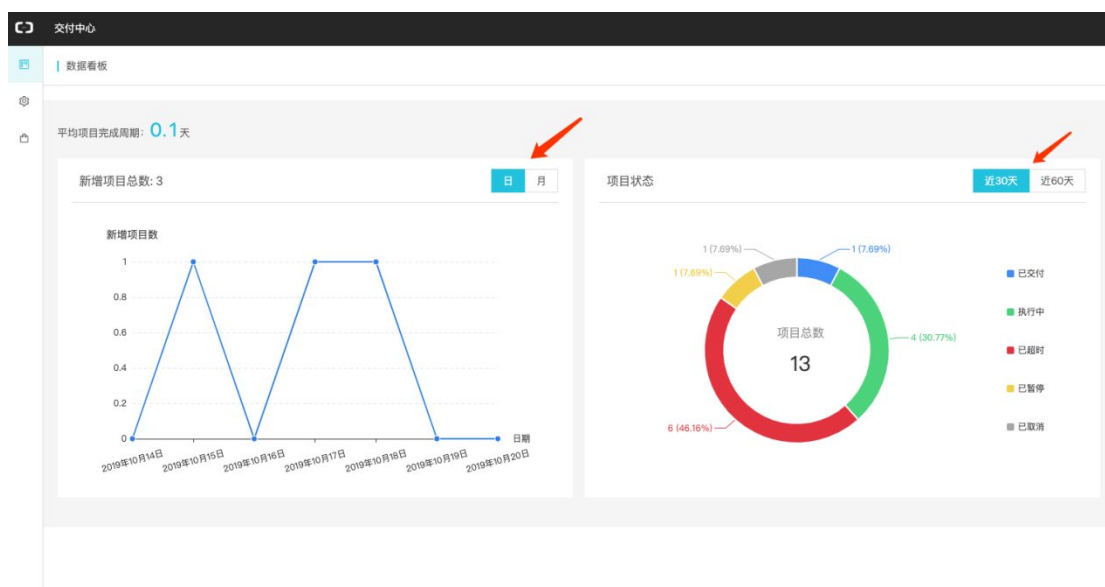 交付中心
数据看板
平均项目完成周期: 0.1天
新增项目总数: 3
日 月
新增项目数
1
0.8
0.6
0.4
0.2
0
日期
2019年10月14日 2019年10月15日 2019年10月16日 2019年10月17日 2019年10月18日 2019年10月19日 2019年10月20日
项目状态
近30天 近60天
1 (7.69%) 1 (7.69%)
1 (7.69%)
4 (30.77%)
6 (46.16%)
项目总数
13
已交付
执行中
已超时
已暂停
已取消